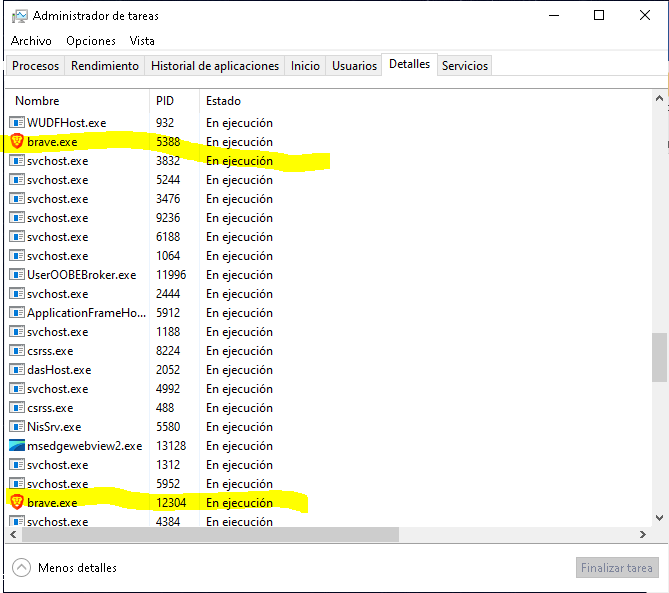 Administrador de tareas
Archivo Opciones Vista
Procesos Rendimiento Historial de aplicaciones Inicio Usuarios Detalles Servicios
Nombre PID Estado
WUDFHost.exe 932 En ejecución
brave.exe 5388 En ejecución
svchost.exe 3832 En ejecución
svchost.exe 5244 En ejecución
svchost.exe 3476 En ejecución
svchost.exe 9236 En ejecución
svchost.exe 6188 En ejecución
svchost.exe 1064 En ejecución
UserOOBEBroker.exe 11996 En ejecución
svchost.exe 2444 En ejecución
ApplicationFrameHo... 5912 En ejecución
svchost.exe 1188 En ejecución
csrss.exe 8224 En ejecución
dasHost.exe 2052 En ejecución
svchost.exe 4992 En ejecución
csrss.exe 488 En ejecución
NisSrv.exe 5580 En ejecución
msedgewebview2.exe 13128 En ejecución
svchost.exe 1312 En ejecución
svchost.exe 5952 En ejecución
brave.exe 12304 En ejecución
svchost.exe 4384 En ejecución
Menos detalles Finalizar tarea